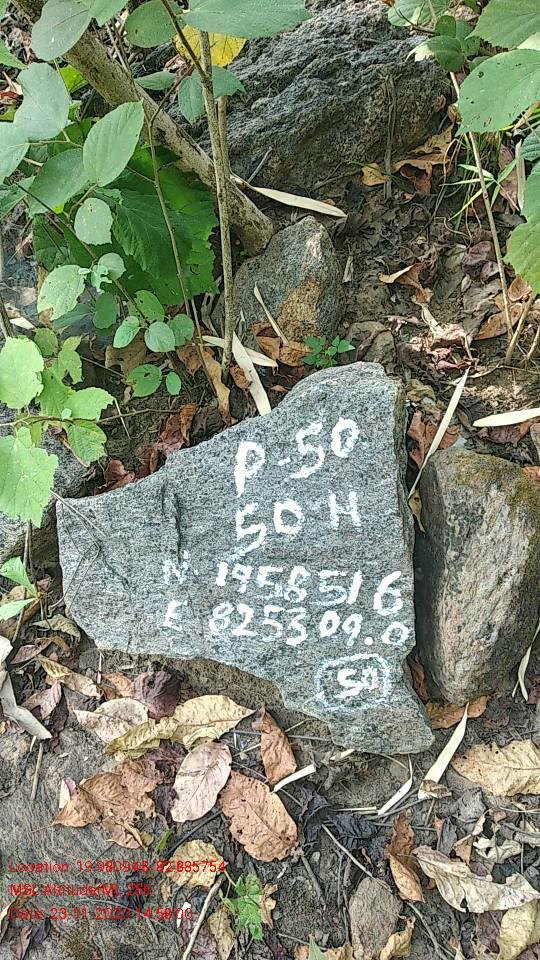 P-50
50 H
N. 1958516
E 825309.0
50
Location: 19.980948, 82.885754
MSL Altitude(M): 256
Date: 23-11-2020 14:58:00